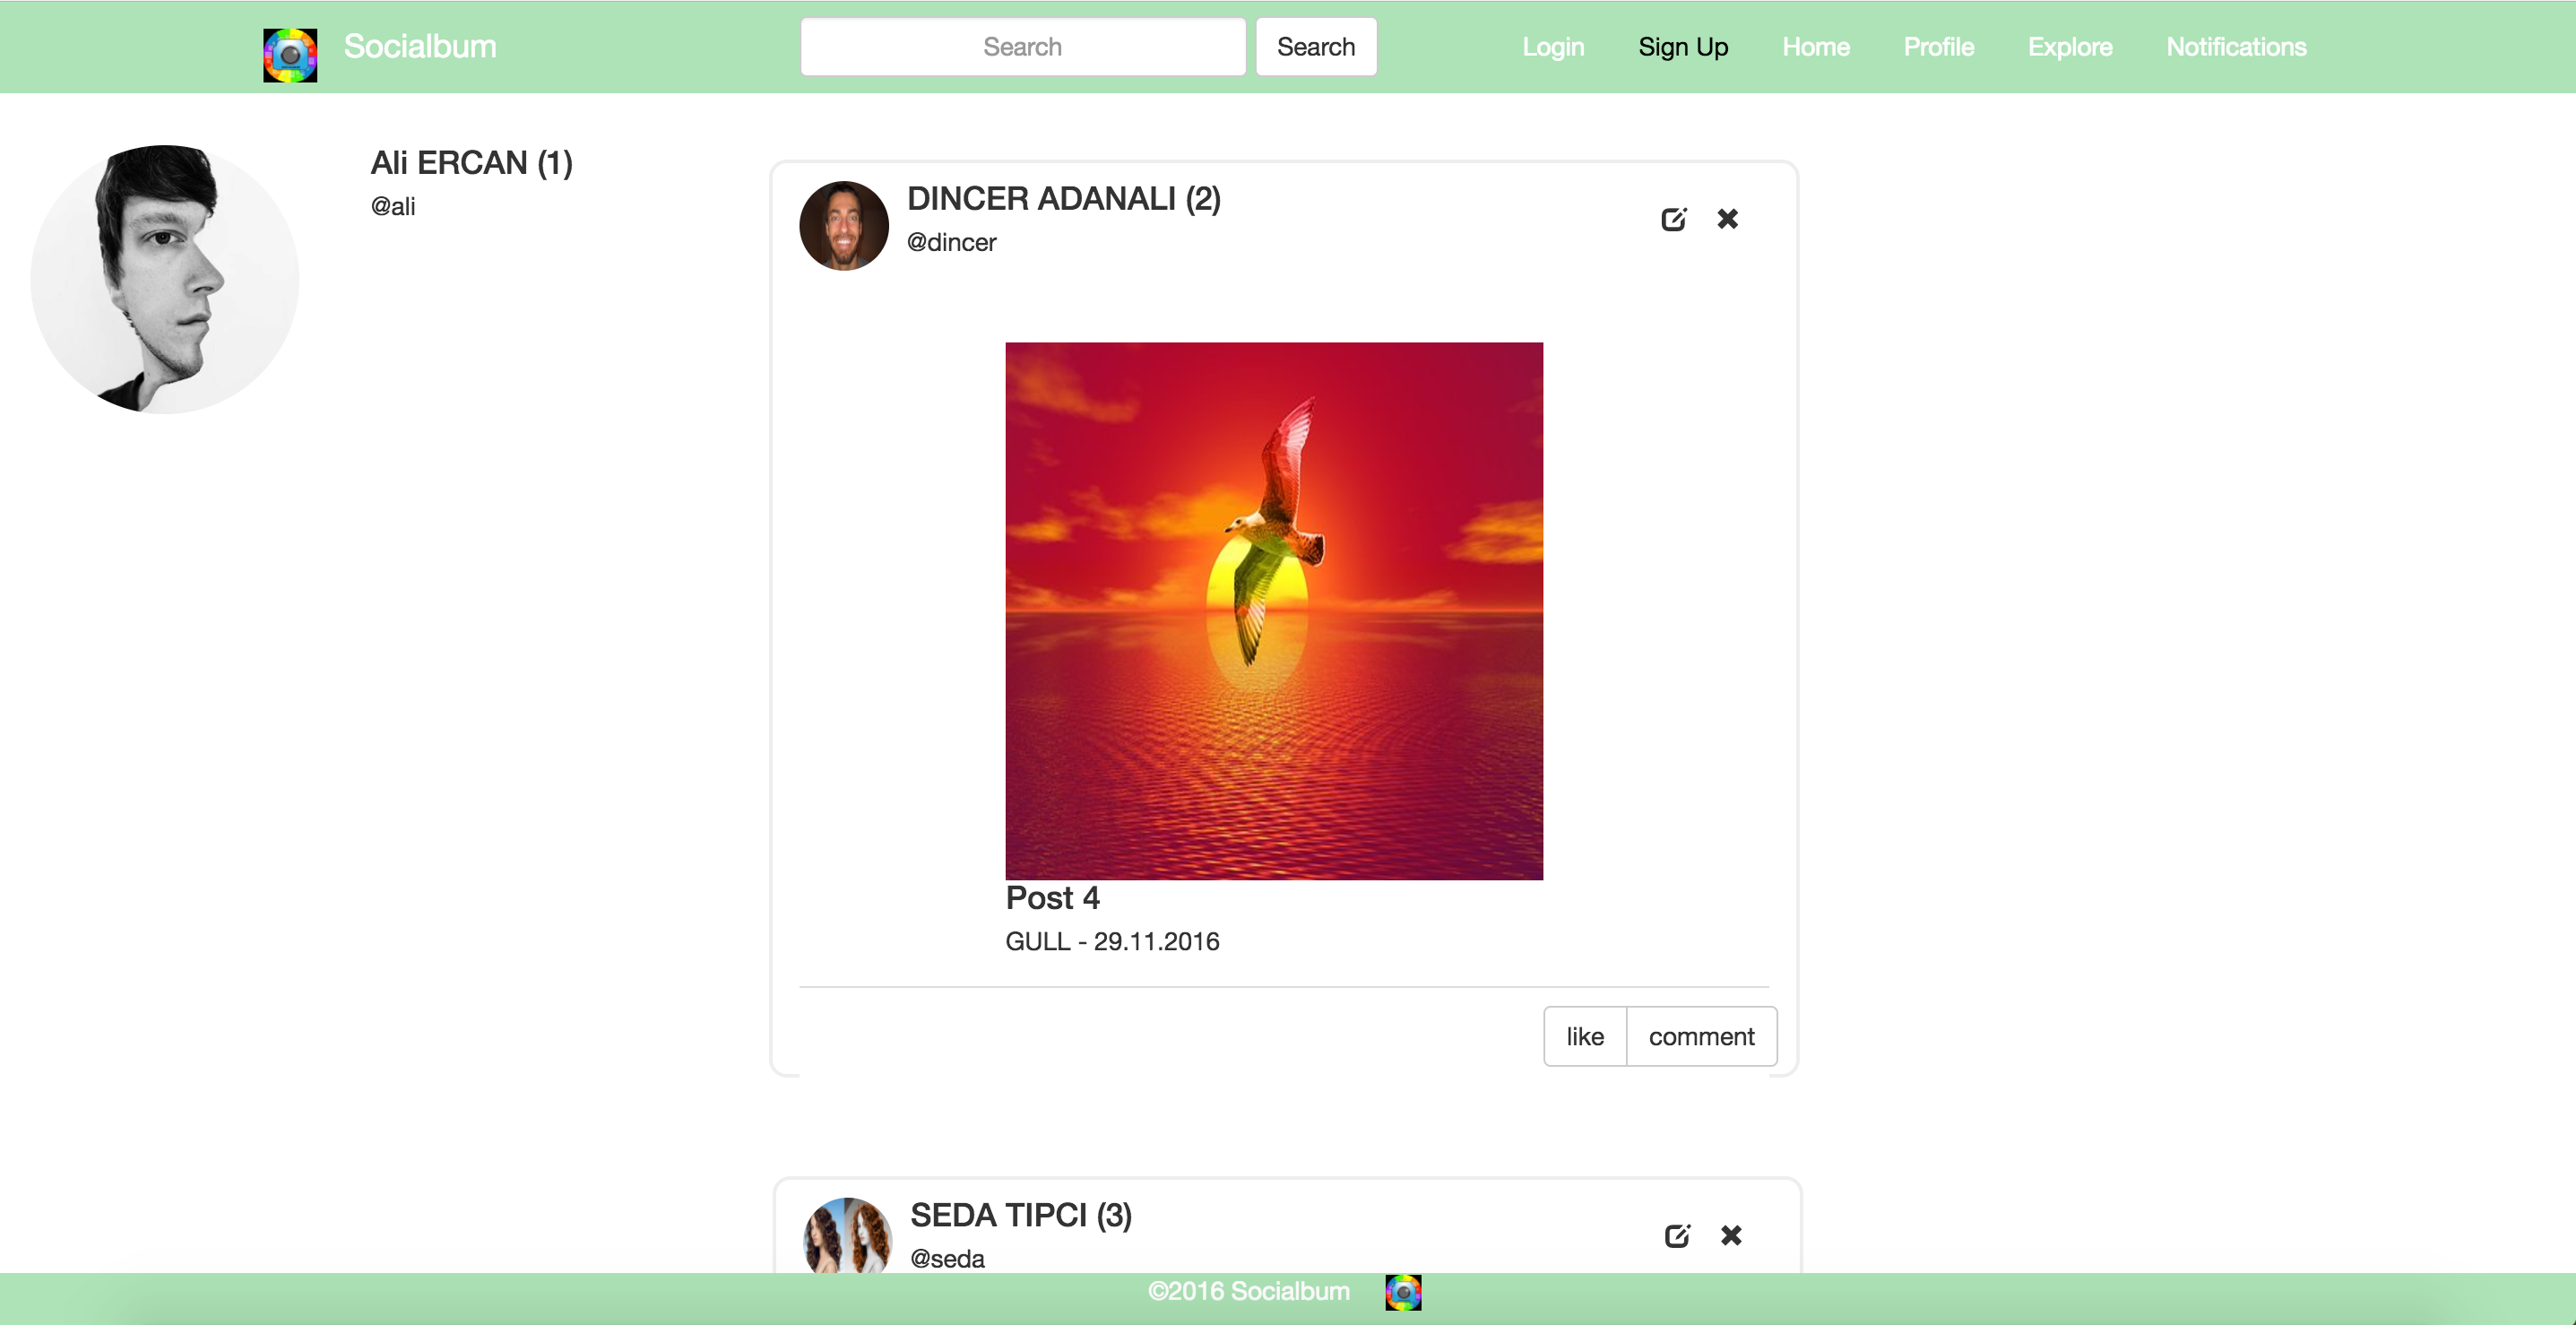 Socialbum
Search
Search
Login
Sign Up
Home
Profile
Explore
Notifications
Ali ERCAN (1)
@ali
DINCER ADANALI (2)
@dincer
Post 4
GULL - 29.11.2016
like
comment
SEDA TIPCI (3)
@seda
©2016 Socialbum